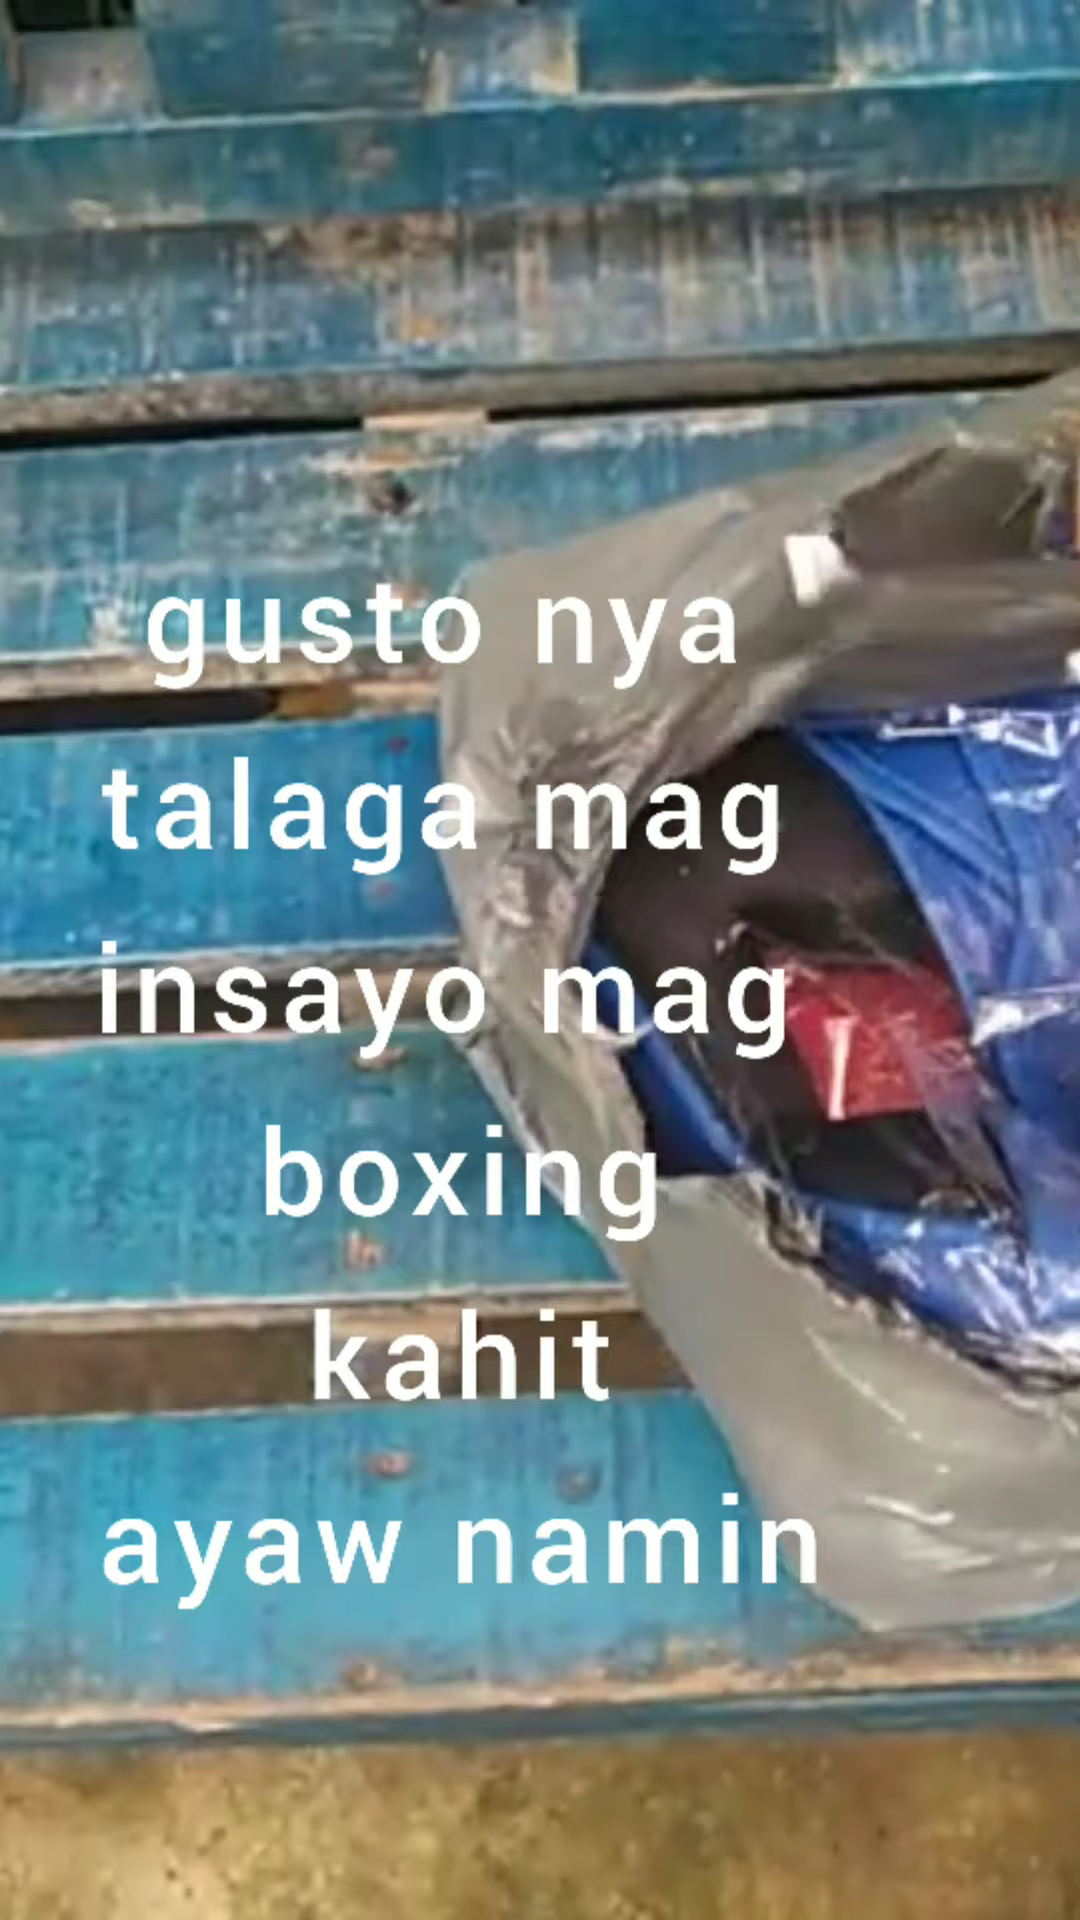 gusto nya
talaga mag
insayo mag
boxing
kahit
ayaw namin